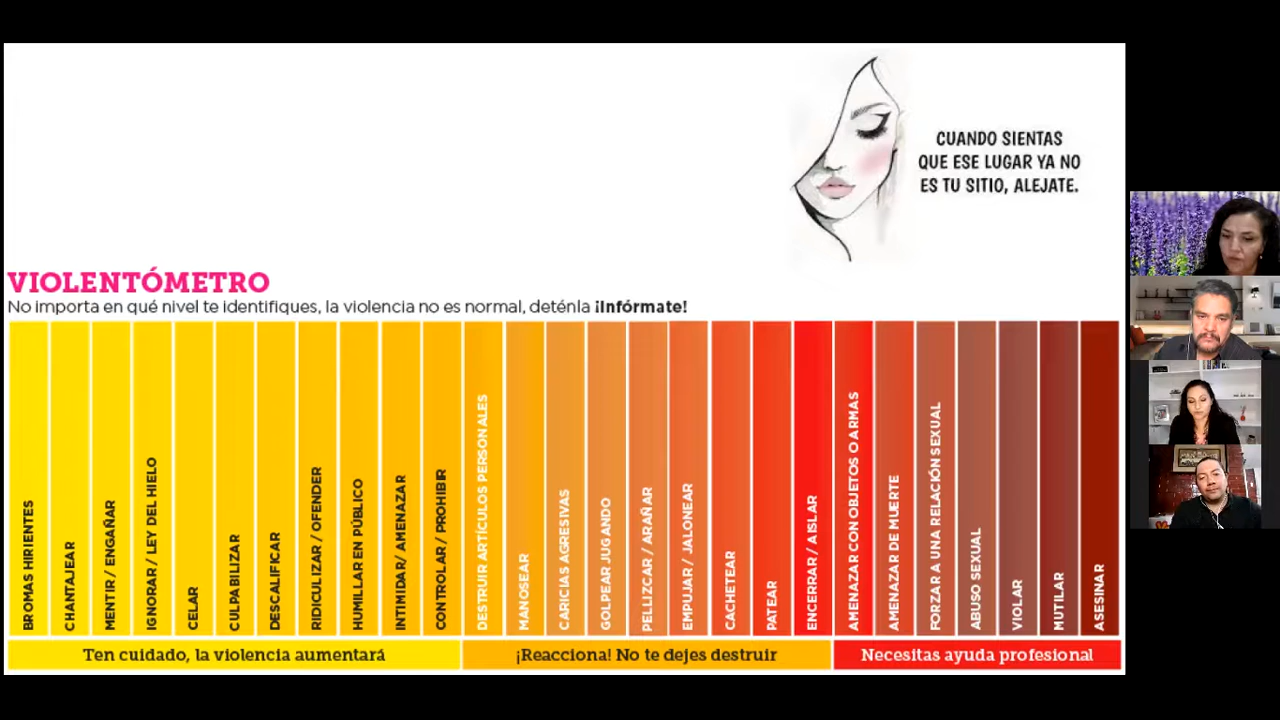 CUANDO SIENTAS
QUE ESE LUGAR YA NO
ES TU SITIO, ALEJATE.
VIOLENTÓMETRO
No importa en qué nivel te identifiques, la violencia no es normal, deténla ¡Infórmate!
BROMAS HIRIENTES
CHANTAJEAR
MENTIR / ENGAÑAR
IGNORAR / LEY DEL HIELO
CELAR
CULPABILIZAR
DESCALIFICAR
RIDICULIZAR / OFENDER
HUMILLAR EN PÚBLICO
INTIMIDAR/ AMENAZAR
CONTROLAR / PROHIBIR
DESTRUIR ARTÍCULOS PERSONALES
MANOSEAR
CARICIAS AGRESIVAS
GOLPEAR JUGANDO
PELLIZCAR / ARAÑAR
EMPUJAR / JALONEAR
CACHETEAR
PATEAR
ENCERRAR / AISLAR
AMENAZAR CON OBJETOS O ARMAS
AMENAZAR DE MUERTE
FORZAR A UNA RELACIÓN SEXUAL
ABUSO SEXUAL
VIOLAR
MUTILAR
ASESINAR
Ten cuidado, la violencia aumentará
¡Reacciona! No te dejes destruir
Necesitas ayuda profesional